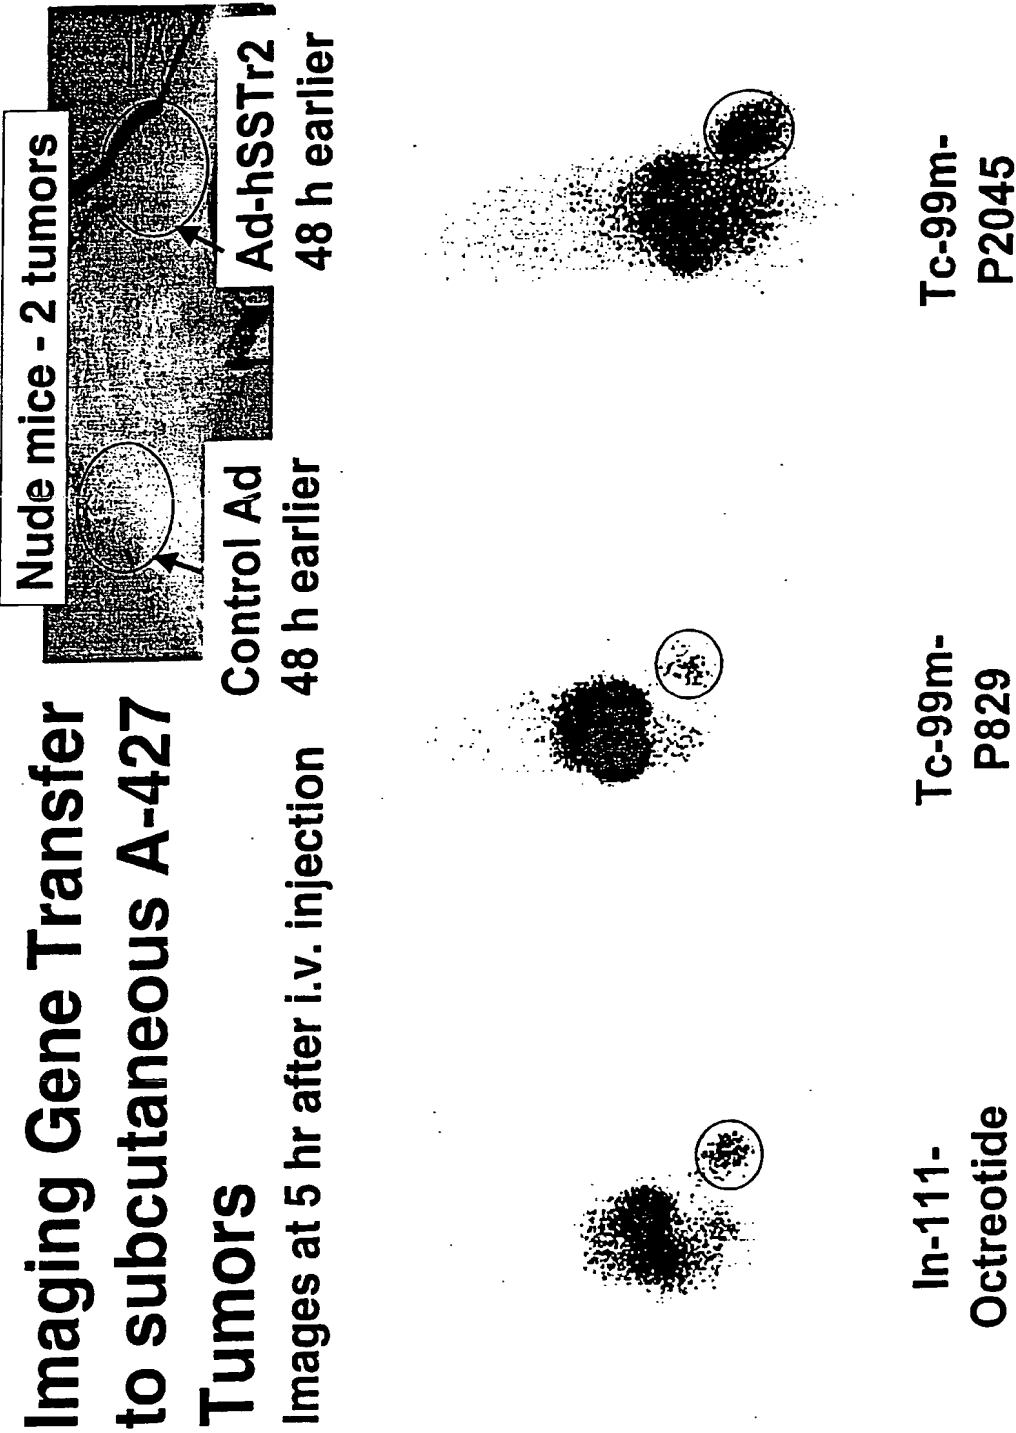 Imaging Gene Transfer
to subcutaneous A-427
Tumors
Images at 5 hr after i.v. injection
Nude mice - 2 tumors
Control Ad
48 h earlier
Ad-hSSTr2
48 h earlier
In-111-
Octreotide
Tc-99m-
P829
Tc-99m-
P2045